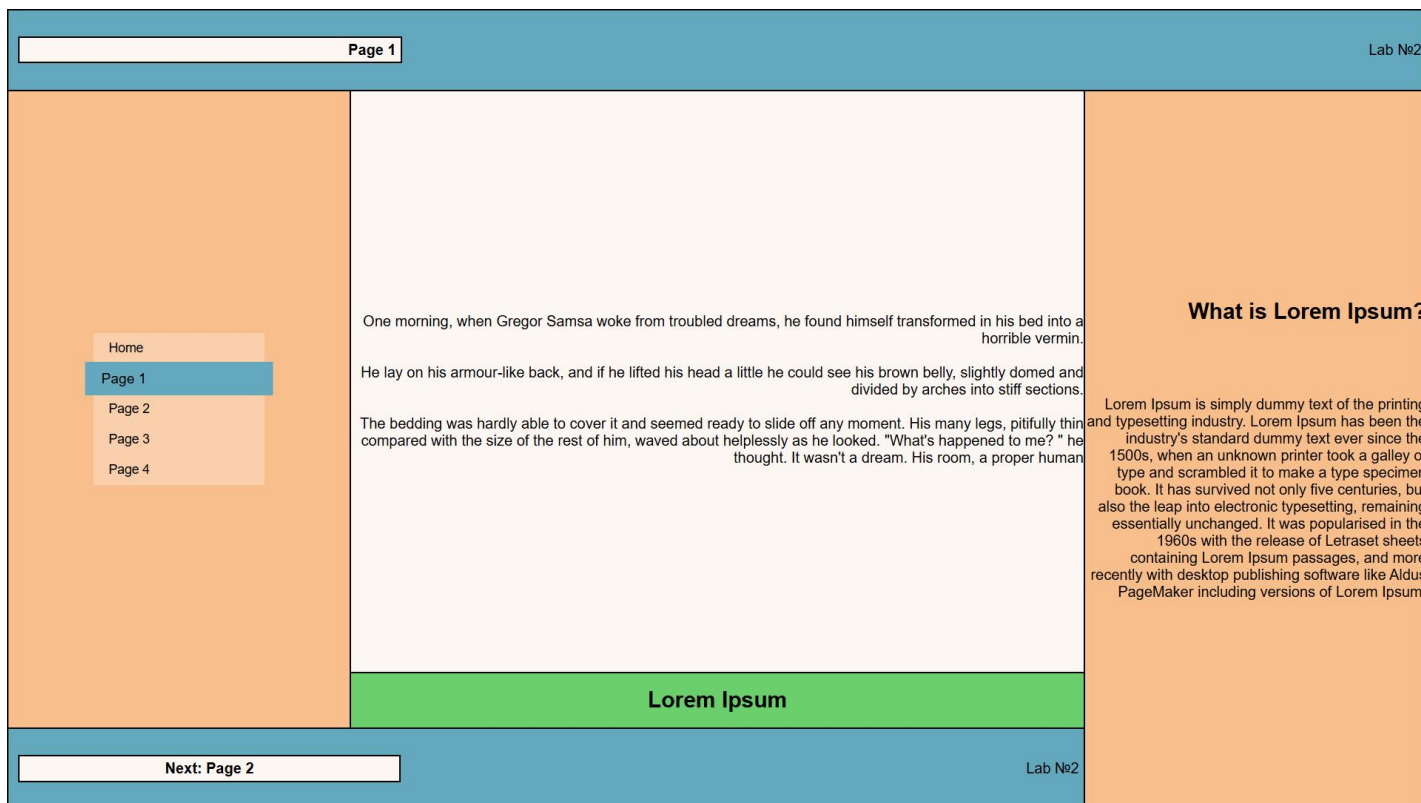 Page 1
Lab №2
Home
Page 1
Page 2
Page 3
Page 4
One morning, when Gregor Samsa woke from troubled dreams, he found himself transformed in his bed into a
horrible vermin.
He lay on his armour-like back, and if he lifted his head a little he could see his brown belly, slightly domed and
divided by arches into stiff sections.
The bedding was hardly able to cover it and seemed ready to slide off any moment. His many legs, pitifully thin
compared with the size of the rest of him, waved about helplessly as he looked. "What's happened to me? " he
thought. It wasn't a dream. His room, a proper human
Lorem Ipsum
What is Lorem Ipsum?
Lorem Ipsum is simply dummy text of the printing
and typesetting industry. Lorem Ipsum has been the
industry's standard dummy text ever since the
1500s, when an unknown printer took a galley o
type and scrambled it to make a type specimen
book. It has survived not only five centuries, bu
also the leap into electronic typesetting, remaining
essentially unchanged. It was popularised in the
1960s with the release of Letraset sheets
containing Lorem Ipsum passages, and more
recently with desktop publishing software like Aldus
PageMaker including versions of Lorem Ipsum
Next: Page 2
Lab №2